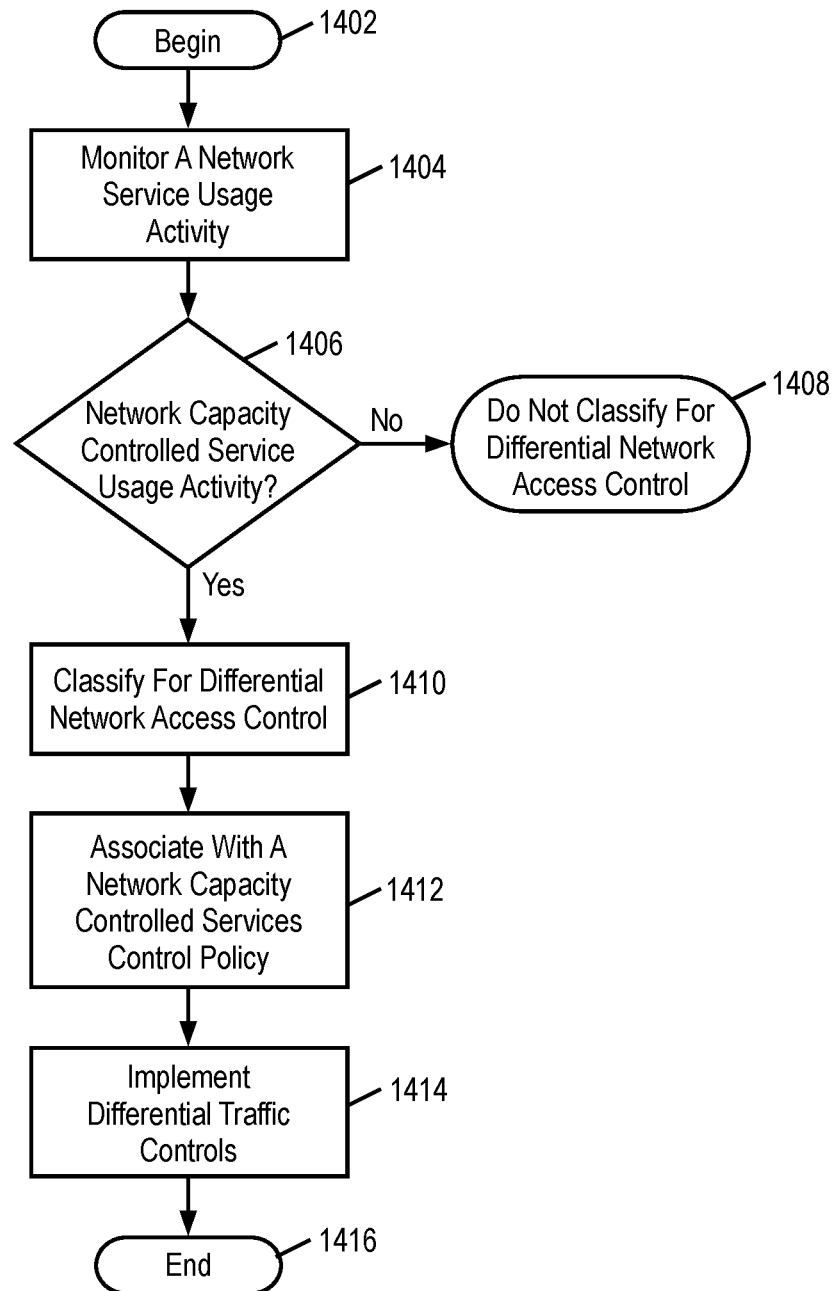 Begin
1402
Monitor A Network
Service Usage
Activity
1404
1406
Network Capacity
Controlled Service
Usage Activity?
No
1408
Do Not Classify For
Differential Network
Access Control
Yes
Classify For Differential
Network Access Control
1410
Associate With A
Network Capacity
Controlled Services
Control Policy
1412
Implement
Differential Traffic
Controls
1414
End
1416